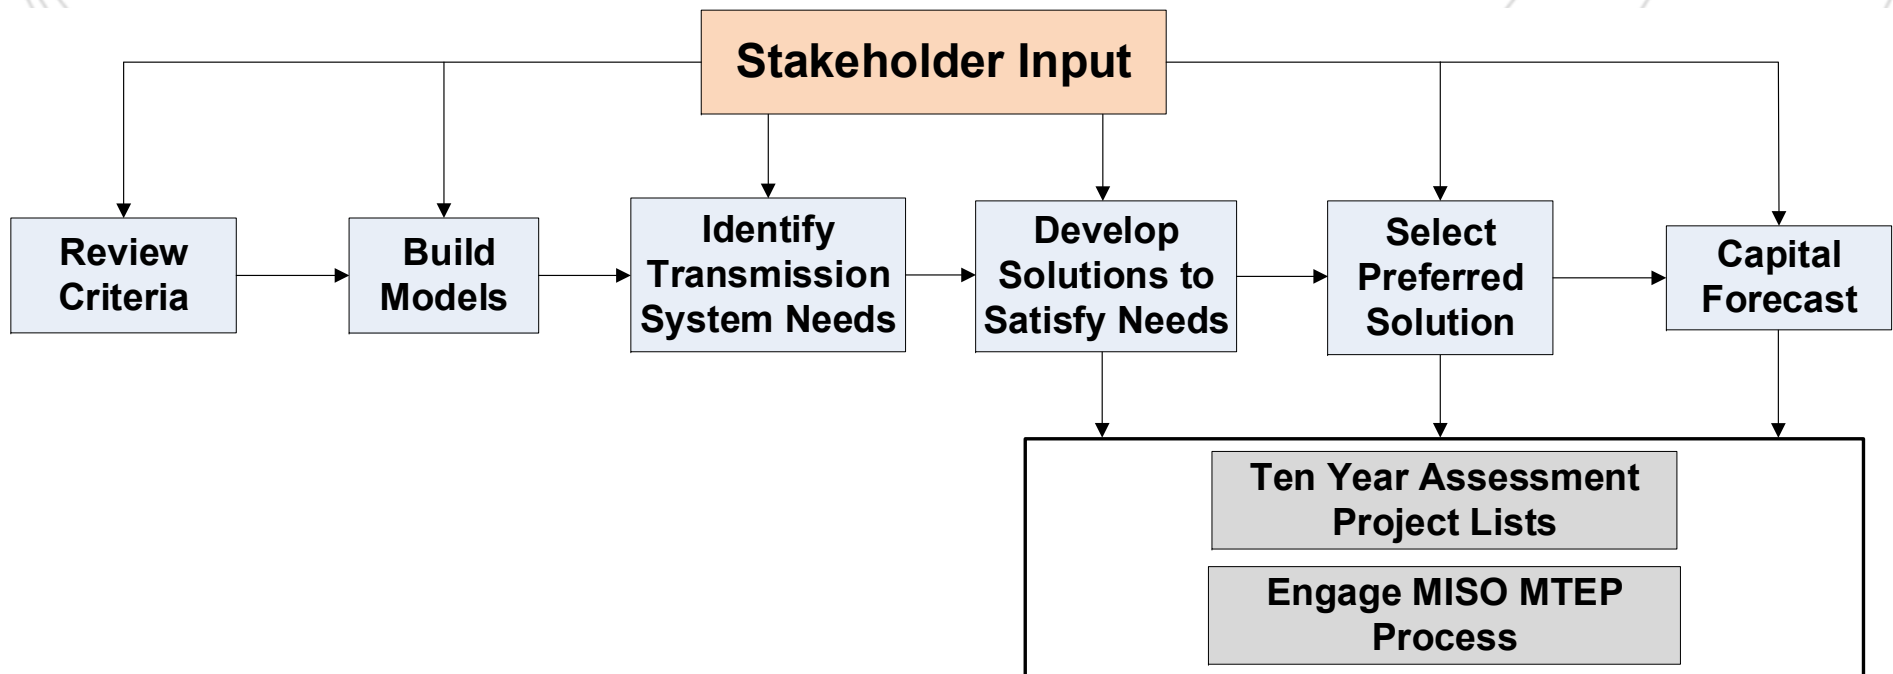 Stakeholder Input
Review
Criteria
Build
Models
Identify
Transmission
System Needs
Develop
Solutions to
Satisfy Needs
Select
Preferred
Solution
Capital
Forecast
Ten Year Assessment
Project Lists
Engage MISO MTEP
Process